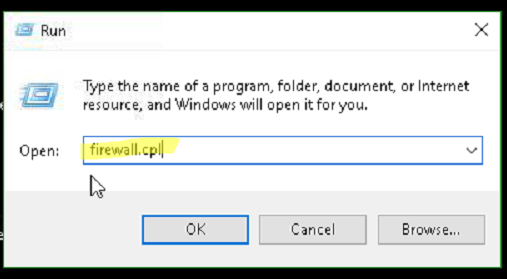 Run
Type the name of a program, folder, document, or Internet
resource, and Windows will open it for you.
Open:
firewall.cpl
OK
Cancel
Browse...